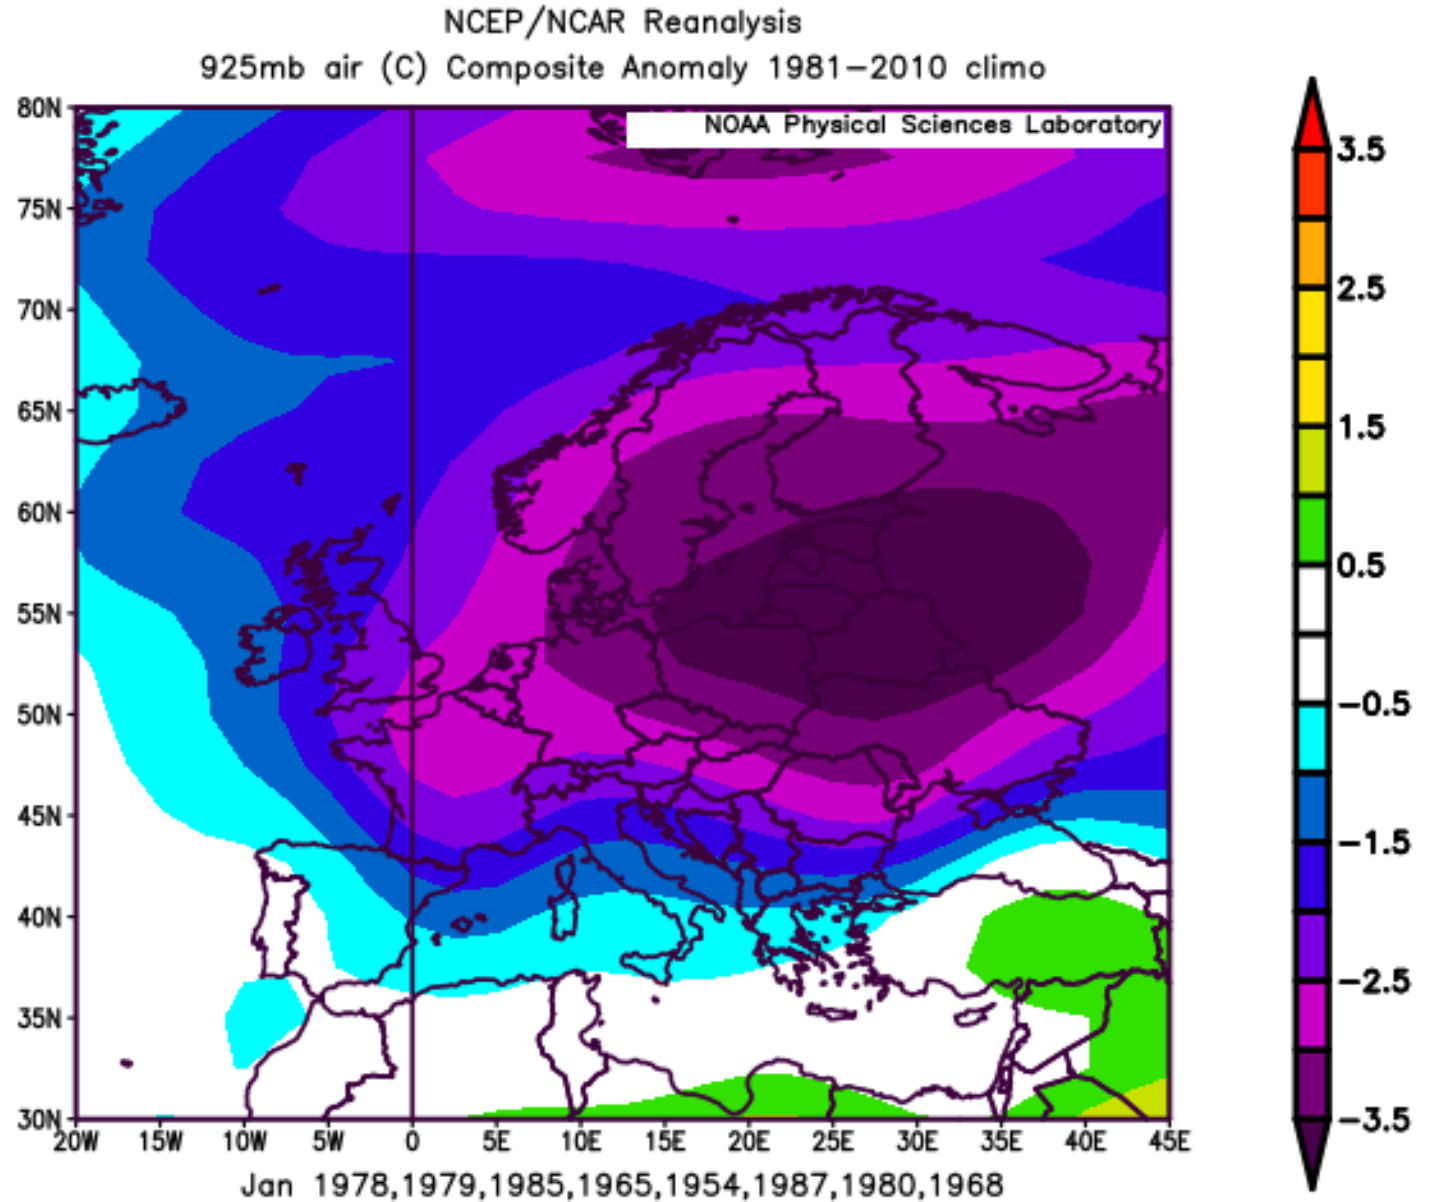 NCEP/NCAR Reanalysis
925mb air (C) Composite Anomaly 1981-2010 climo
NOAA Physical Sciences Laboratory
80N
75N
70N
65N
60N
55N
50N
45N
40N
35N
30N
20W 15W 10W 5W 0 5E 10E 15E 20E 25E 30E 35E 40E 45E
3.5
2.5
1.5
0.5
-0.5
-1.5
-2.5
-3.5
Jan 1978,1979,1985,1965,1954,1987,1980,1968